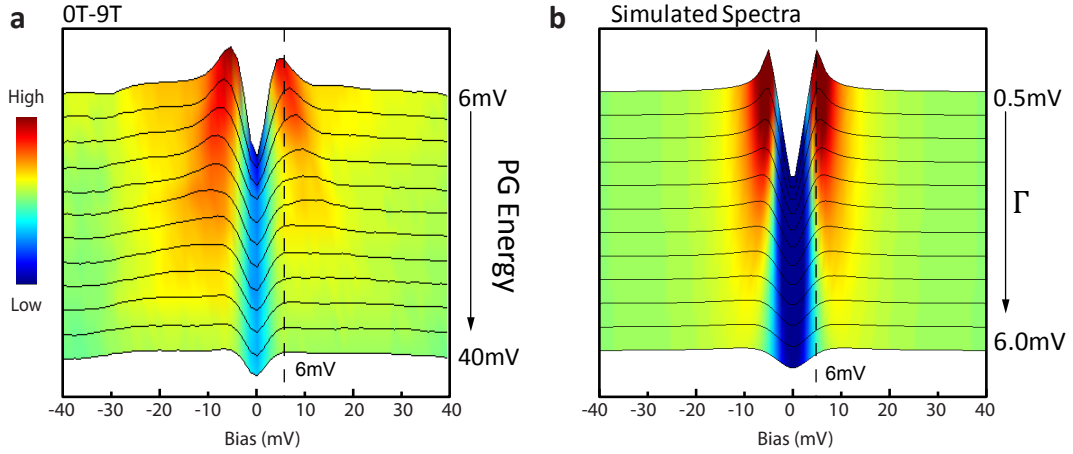 a
0T-9T
High
Low
6mV
PG Energy
40mV
6mV
-40 -30 -20 -10 0 10 20 30 40
Bias (mV)
b
Simulated Spectra
0.5mV
Γ
6.0mV
6mV
-40 -30 -20 -10 0 10 20 30 40
Bias (mV)